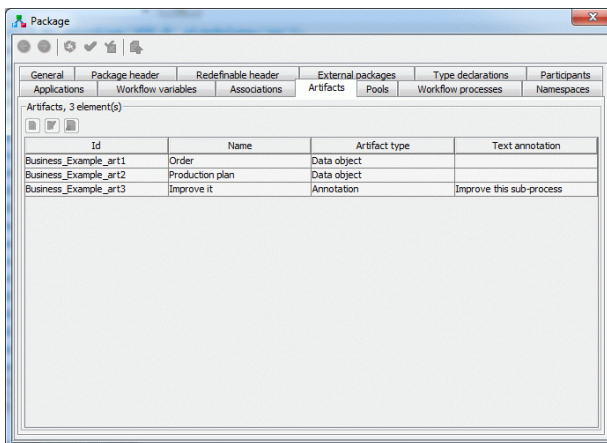 Package
General Package header Redefinable header External packages Type declarations Participants
Applications Workflow variables Associations Artifacts Pools Workflow processes Namespaces
Artifacts, 3 element(s)
Id Name Artifact type Text annotation
Business_Example_art1 Order Data object
Business_Example_art2 Production plan Data object
Business_Example_art3 Improve it Annotation Improve this sub-process